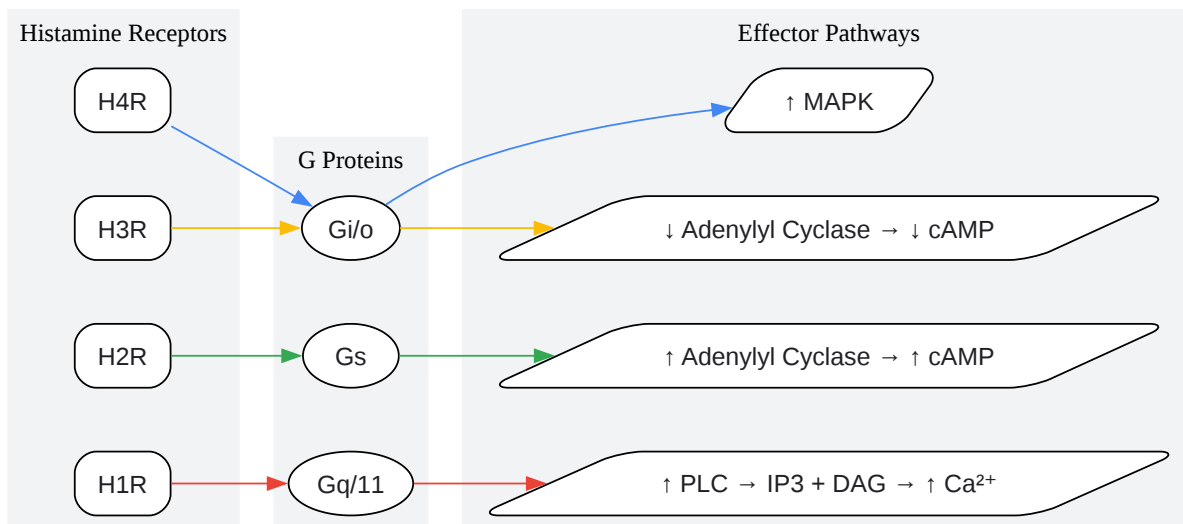 Histamine Receptors
Effector Pathways
H4R
↑ MAPK
G Proteins
H3R
Gi/o
↓ Adenylyl Cyclase → ↓ cAMP
H2R
Gs
↑ Adenylyl Cyclase → ↑ cAMP
H1R
Gq/11
↑ PLC → IP3 + DAG → ↑ Ca²⁺